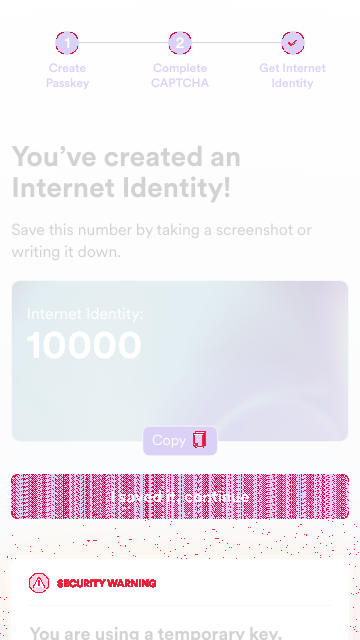 1
2
Create
Passkey
Complete
CAPTCHA
Get Internet
Identity
You've created an
Internet Identity!
Save this number by taking a screenshot or
writing it down.
Internet Identity:
10000
Copy
I saved it, continue
SECURITY WARNING
You are using a temporary key.